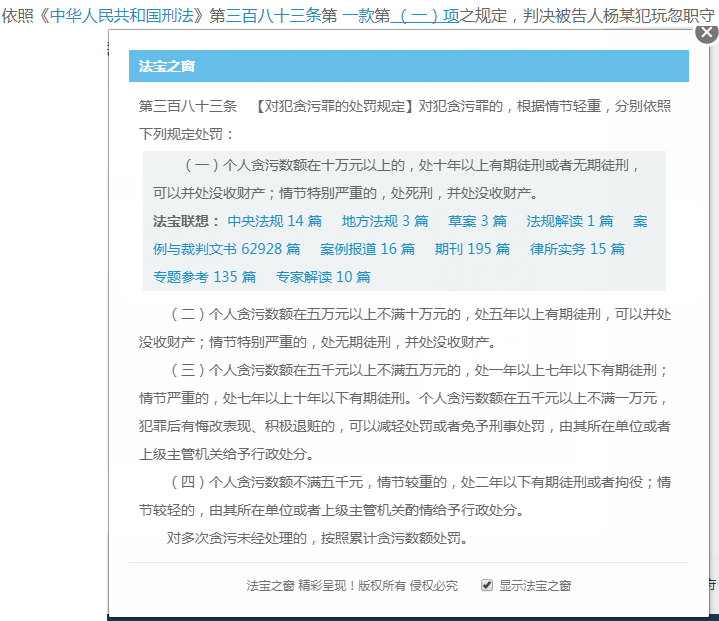 依照《中华人民共和国刑法》第三百八十三条第 一款第 （一）项之规定，判决被告人杨某犯玩忽职守
法宝之窗
第三百八十三条 【对犯贪污罪的处罚规定】对犯贪污罪的，根据情节轻重，分别依照
下列规定处罚：
（一）个人贪污数额在十万元以上的，处十年以上有期徒刑或者无期徒刑，
可以并处没收财产；情节特别严重的，处死刑，并处没收财产。
法宝联想： 中央法规 14 篇 地方法规 3 篇 草案 3 篇 法规解读 1 篇 案
例与裁判文书 62928 篇 案例报道 16 篇 期刊 195 篇 律所实务 15 篇
专题参考 135 篇 专家解读 10 篇
（二）个人贪污数额在五万元以上不满十万元的，处五年以上有期徒刑，可以并处
没收财产；情节特别严重的，处无期徒刑，并处没收财产。
（三）个人贪污数额在五千元以上不满五万元的，处一年以上七年以下有期徒刑；
情节严重的，处七年以上十年以下有期徒刑。个人贪污数额在五千元以上不满一万元，
犯罪后有悔改表现、积极退赃的，可以减轻处罚或者免予刑事处罚，由其所在单位或者
上级主管机关给予行政处分。
（四）个人贪污数额不满五千元，情节较重的，处二年以下有期徒刑或者拘役；情
节较轻的，由其所在单位或者上级主管机关酌情给予行政处分。
对多次贪污未经处理的，按照累计贪污数额处罚。
法宝之窗 精彩呈现！版权所有 侵权必究 显示法宝之窗